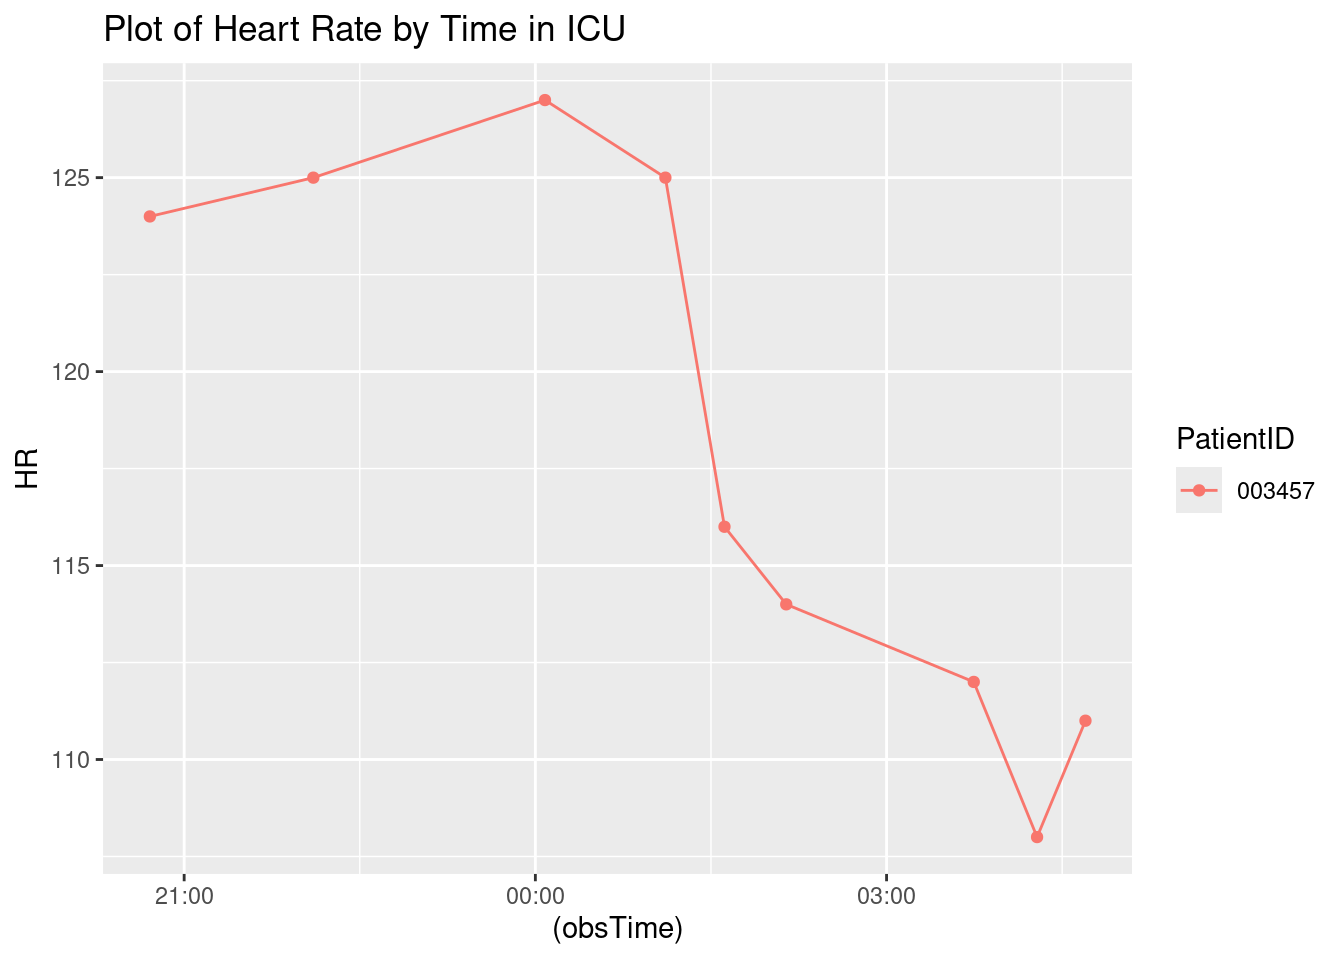 Plot of Heart Rate by Time in ICU
125
120
115
110
HR
21:00
00:00
03:00
(obsTime)
PatientID
003457